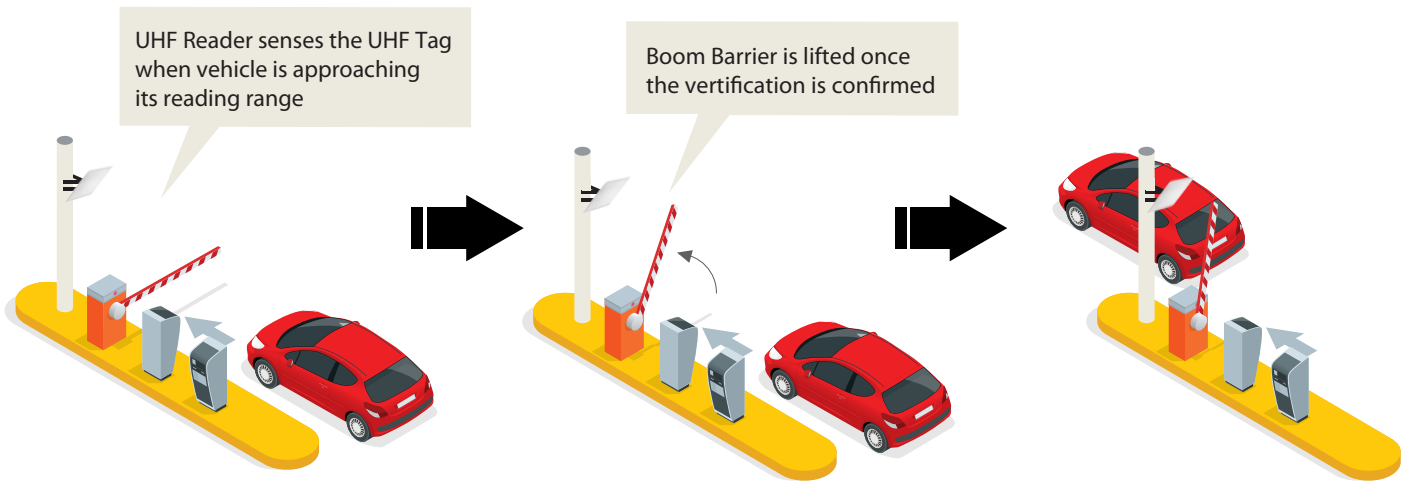 UHF Reader senses the UHF Tag
when vehicle is approaching
its reading range
Boom Barrier is lifted once
the vertification is confirmed